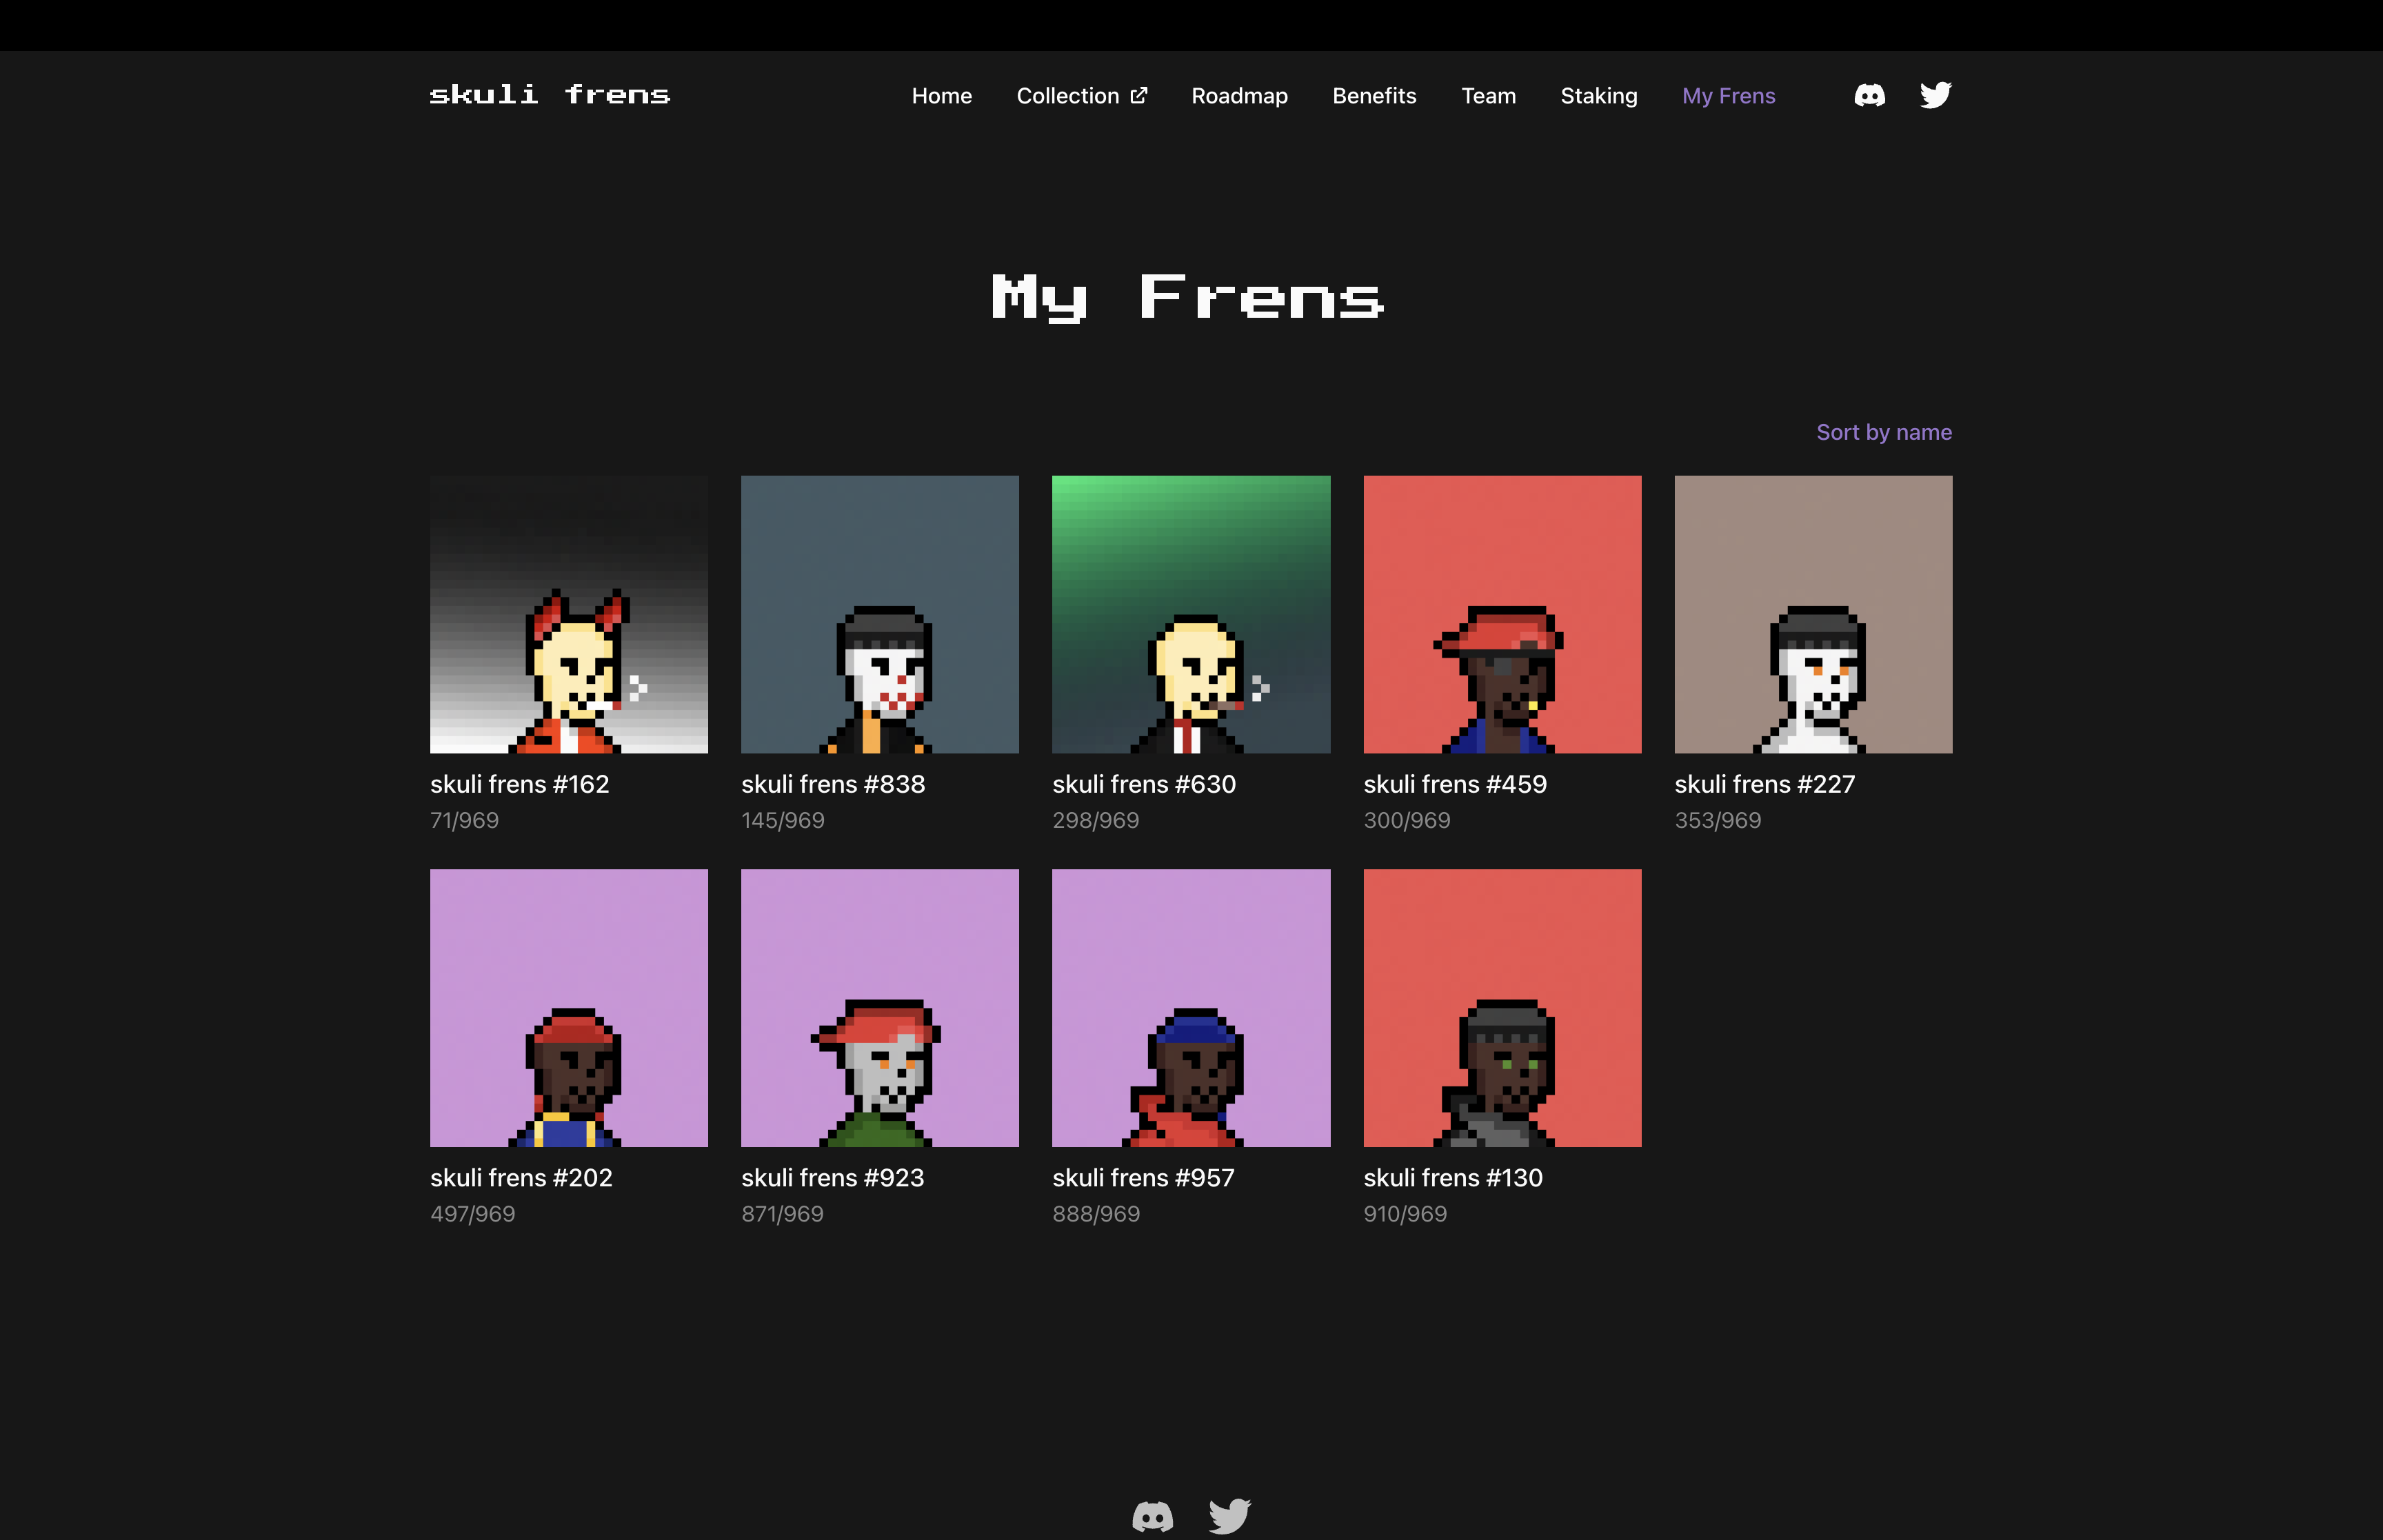 skuli frens
Home Collection Roadmap Benefits Team Staking My Frens
My Frens
Sort by name
skuli frens #162
71/969
skuli frens #838
145/969
skuli frens #630
298/969
skuli frens #459
300/969
skuli frens #227
353/969
skuli frens #202
497/969
skuli frens #923
871/969
skuli frens #957
888/969
skuli frens #130
910/969